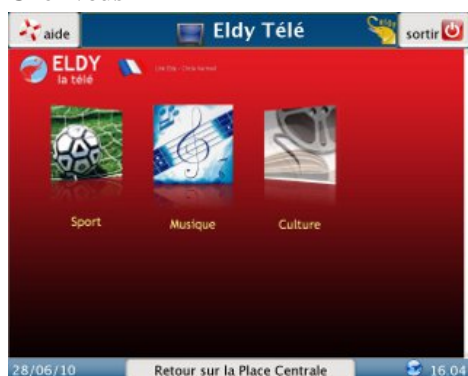 aide
Eldy Télé
sortir
ELDY
la télé
Sport
Musique
Culture
28/06/10
Retour sur la Place Centrale
16.04